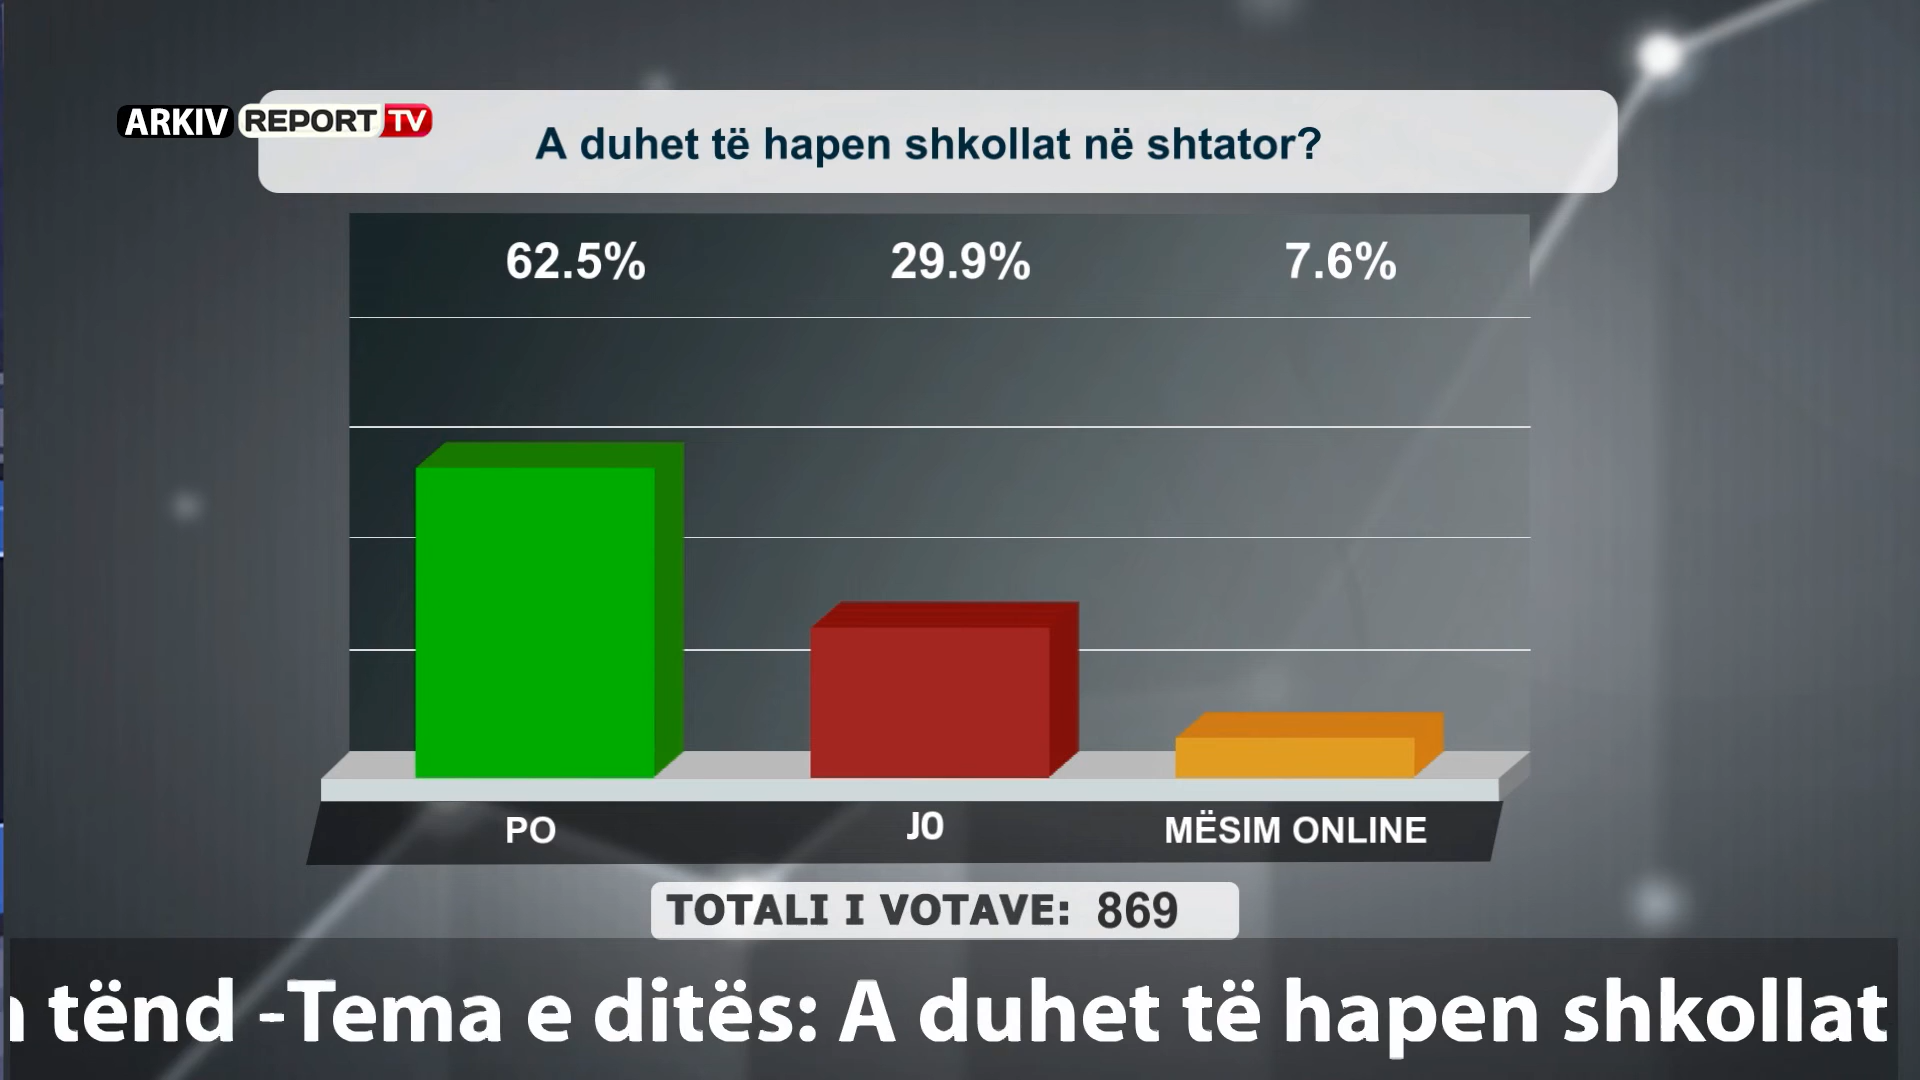 ARKIV REPORT TV
A duhet të hapen shkollat në shtator?
62.5% 29.9% 7.6%
PO JO MËSIM ONLINE
TOTALI I VOTAVE: 869
tënd -Tema e ditës: A duhet të hapen shkollat